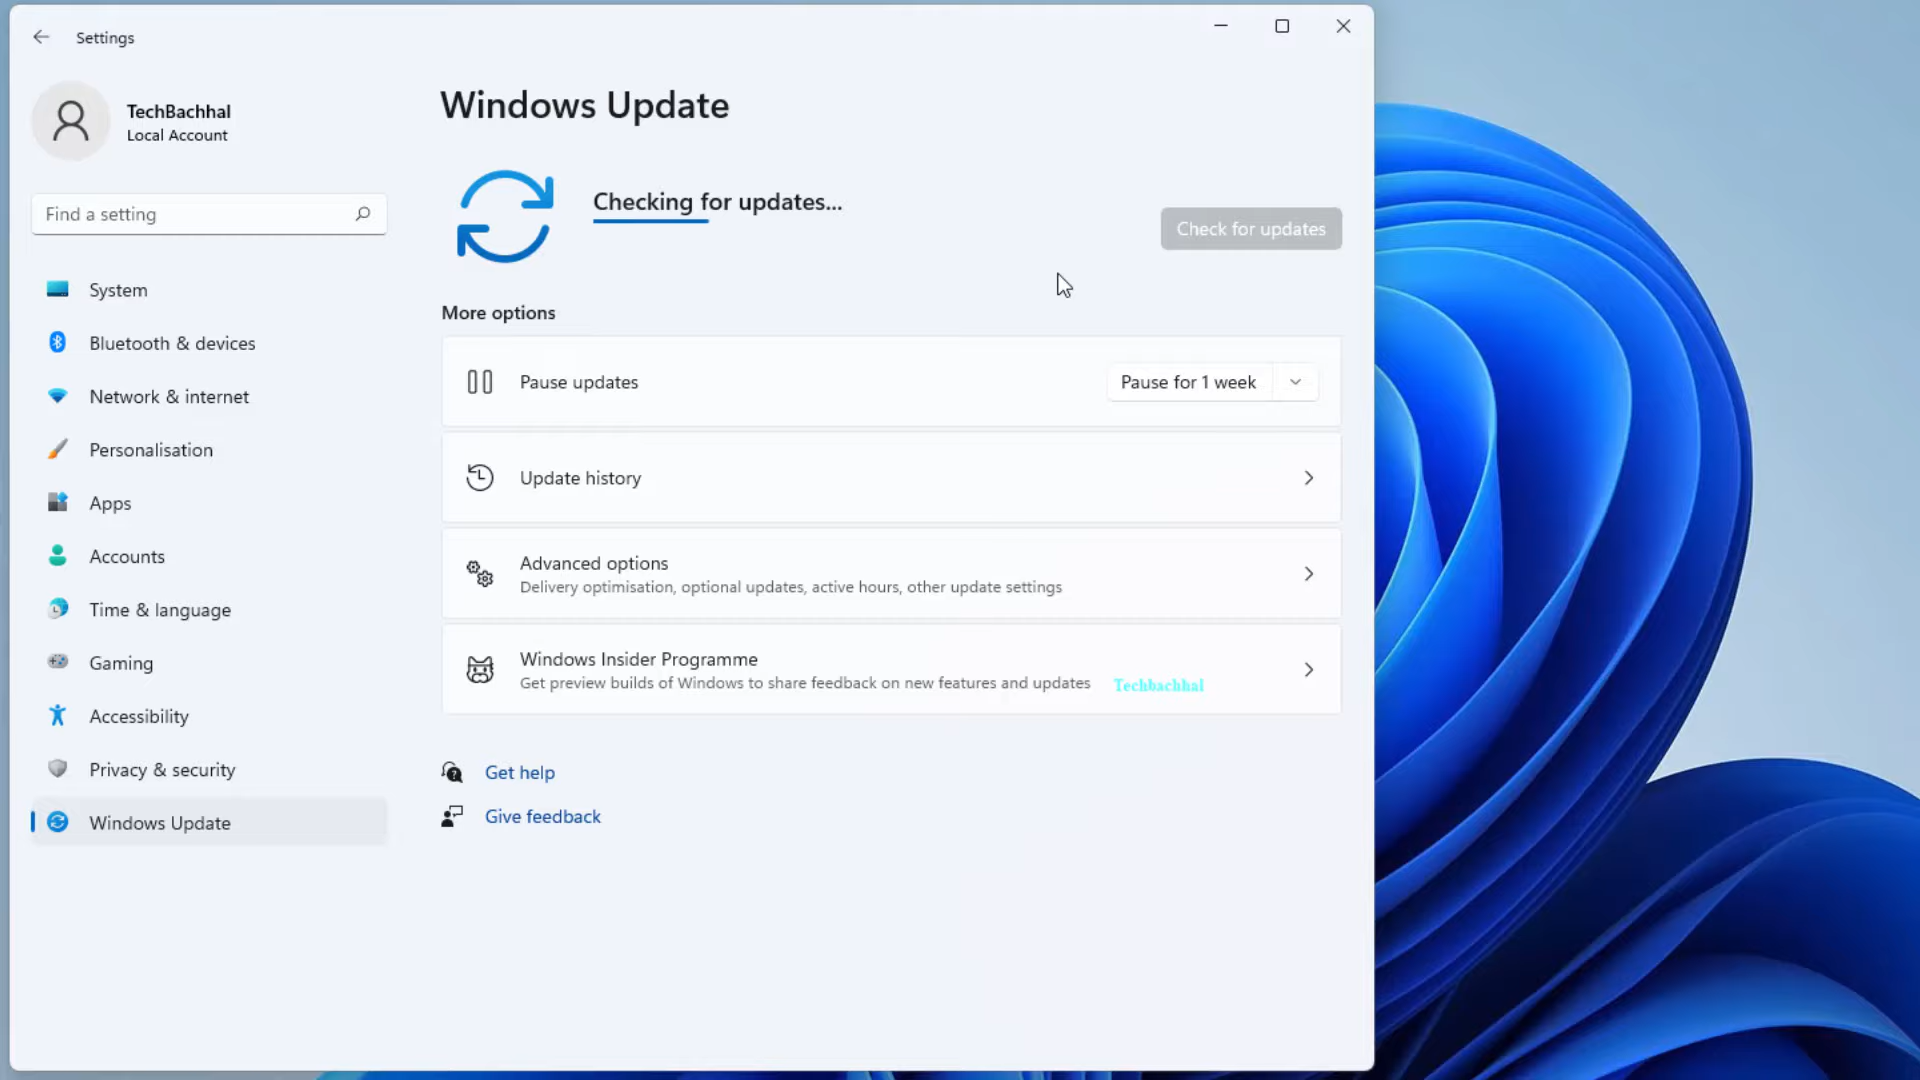 Settings
TechBachhal
Local Account
Find a setting
System
Bluetooth & devices
Network & internet
Personalisation
Apps
Accounts
Time & language
Gaming
Accessibility
Privacy & security
Windows Update
Windows Update
Checking for updates...
Check for updates
More options
Pause updates
Pause for 1 week
Update history
Advanced options
Delivery optimisation, optional updates, active hours, other update settings
Windows Insider Programme
Get preview builds of Windows to share feedback on new features and updates
Techbachhal
Get help
Give feedback